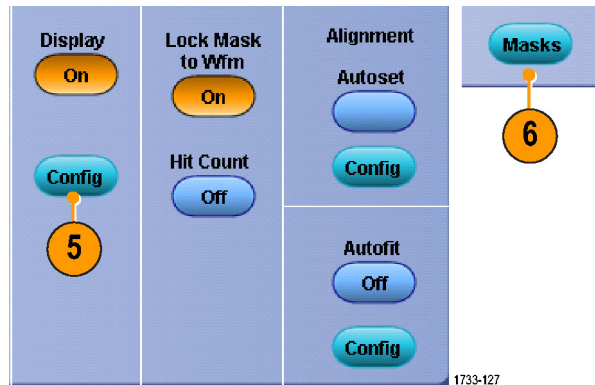 Display
On
Config
5
Lock Mask
to Wfm
On
Hit Count
Off
Alignment
Autoset
Config
Autofit
Off
Config
Masks
6
1733-127